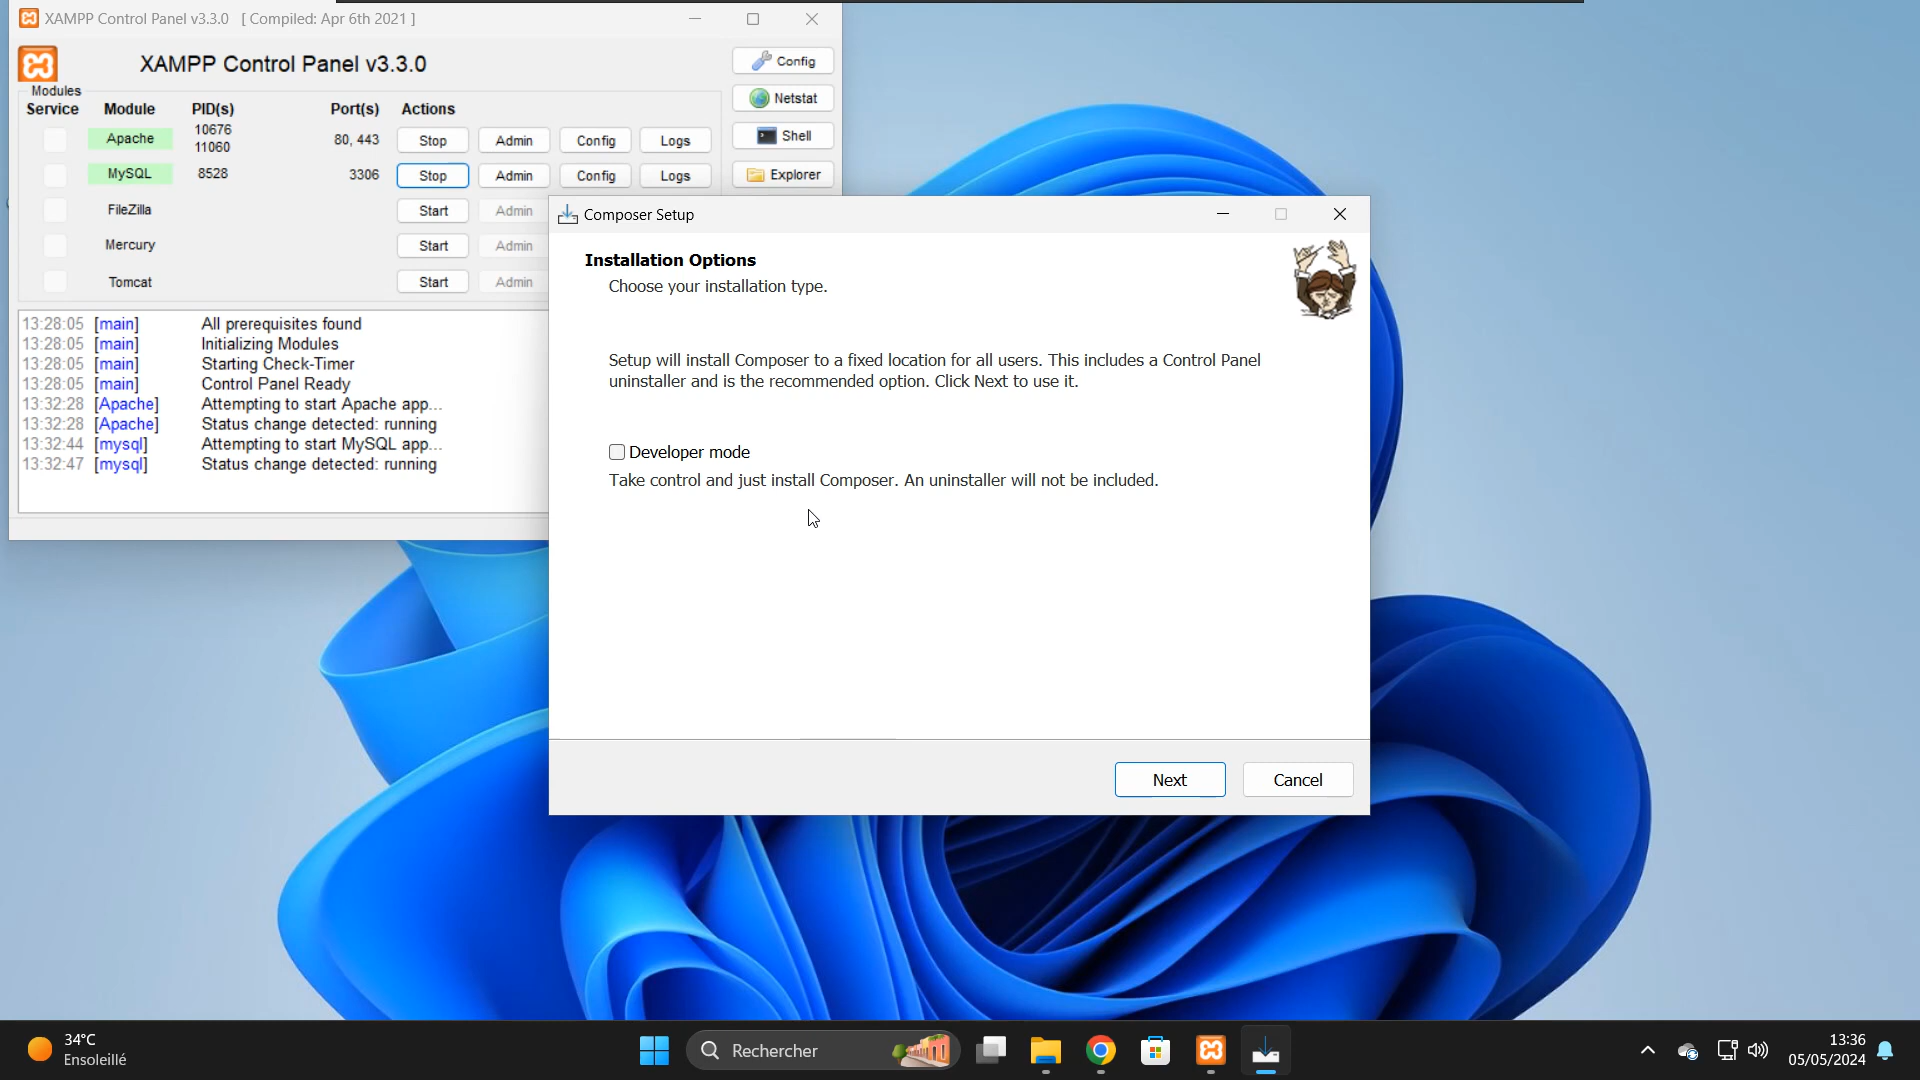 XAMPP Control Panel v3.3.0 [ Compiled: Apr 6th 2021 ]
XAMPP Control Panel v3.3.0
Config
Modules
Service Module PID(s) Port(s) Actions
Netstat
Apache 10676 11060 80, 443 Stop Admin Config Logs
Shell
MySQL 8528 3306 Stop Admin Config Logs
Explorer
FileZilla Start Admin
Mercury Start Admin
Tomcat Start Admin
13:28:05 [main] All prerequisites found
13:28:05 [main] Initializing Modules
13:28:05 [main] Starting Check-Timer
13:28:05 [main] Control Panel Ready
13:32:28 [Apache] Attempting to start Apache app...
13:32:28 [Apache] Status change detected: running
13:32:44 [mysql] Attempting to start MySQL app...
13:32:47 [mysql] Status change detected: running
Composer Setup
Installation Options
Choose your installation type.
Setup will install Composer to a fixed location for all users. This includes a Control Panel
uninstaller and is the recommended option. Click Next to use it.
Developer mode
Take control and just install Composer. An uninstaller will not be included.
Next Cancel
34°C
Ensoleillé
Rechercher
13:36
05/05/2024